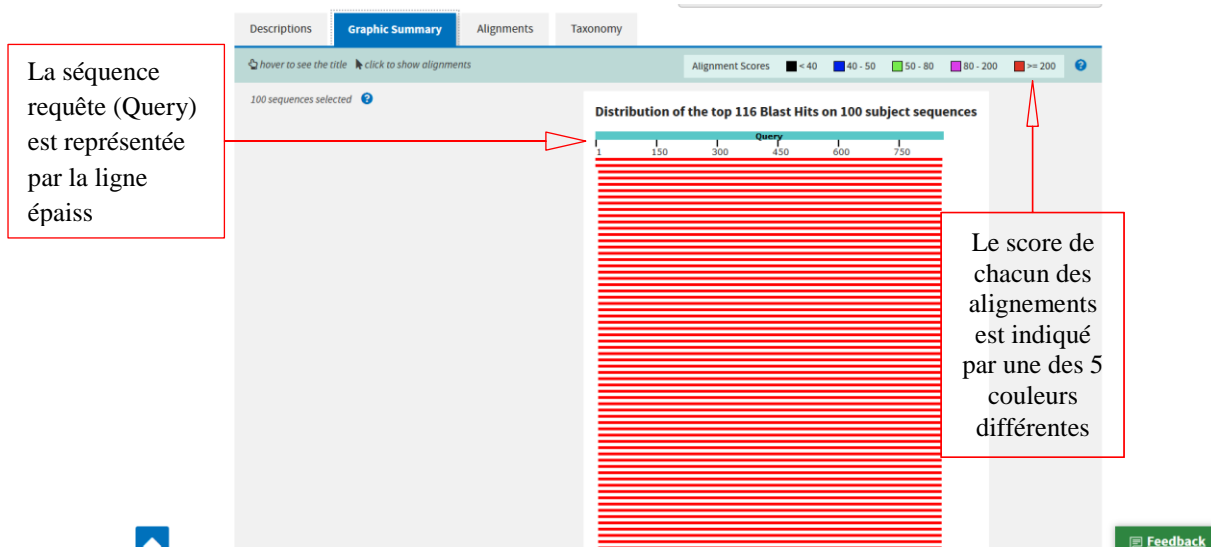 Descriptions
Graphic Summary
Alignments
Taxonomy
hover to see the title click to show alignments
Alignment Scores < 40 40 - 50 50 - 80 80 - 200 >= 200 ?
100 sequences selected ?
Distribution of the top 116 Blast Hits on 100 subject sequences
Query
1 150 300 450 600 750
La séquence
requête (Query)
est représentée
par la ligne
épaiss
Le score de
chacun des
alignements
est indiqué
par une des 5
couleurs
différentes
Feedback